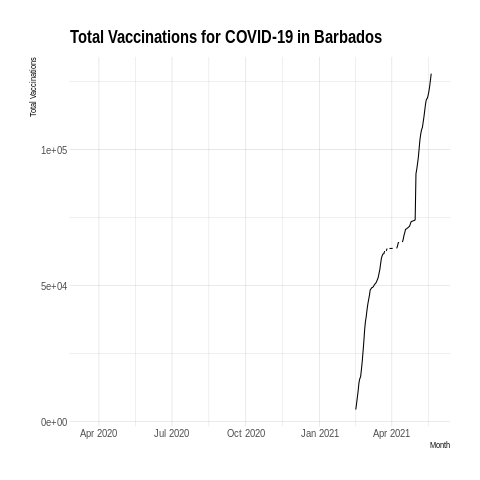 Total Vaccinations for COVID-19 in Barbados
Total Vaccinations
1e+05
5e+04
0e+00
Apr 2020 Jul 2020 Oct 2020 Jan 2021 Apr 2021
Month